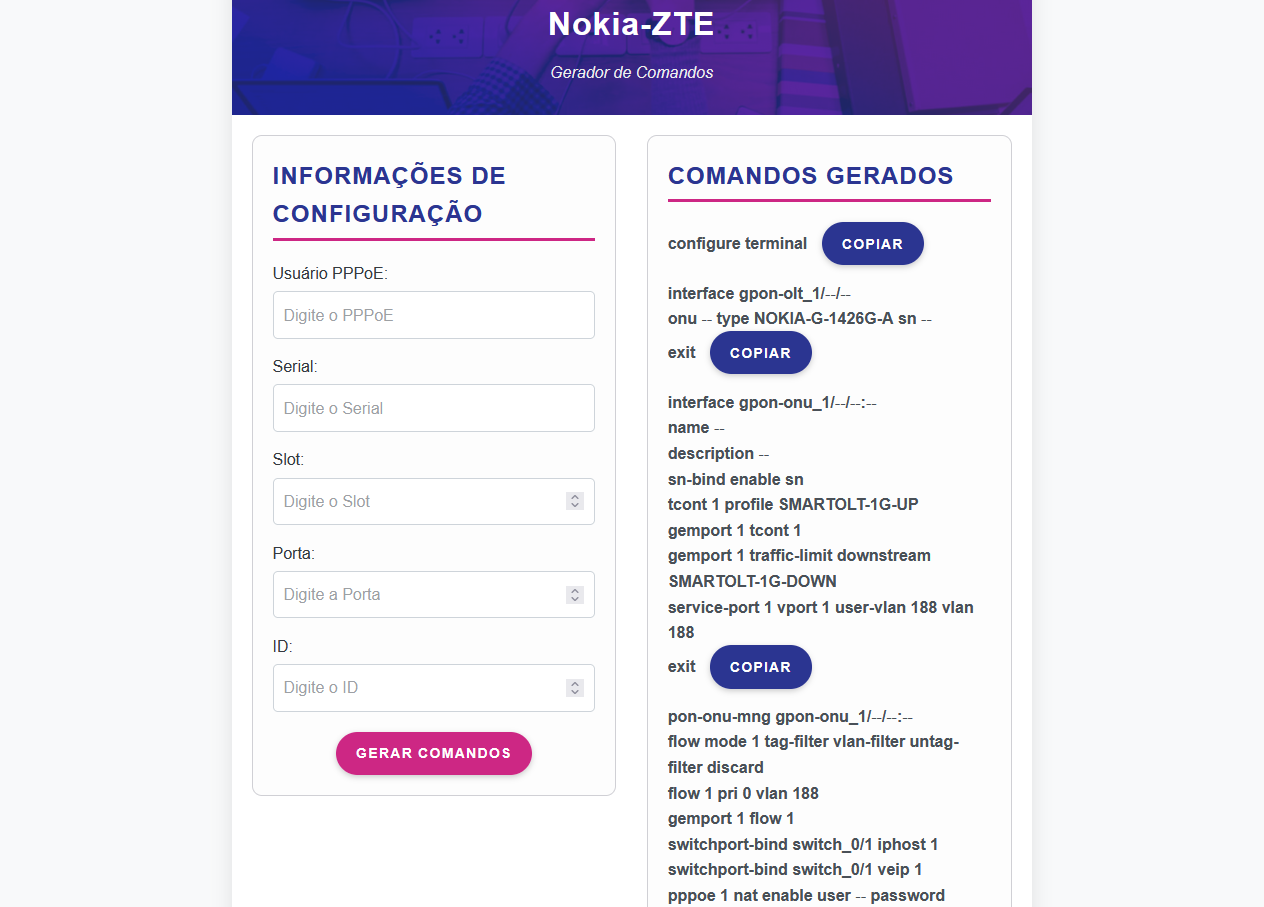 Nokia-ZTE
Gerador de Comandos
INFORMAÇÕES DE
CONFIGURAÇÃO
Usuário PPPoE:
Digite o PPPoE
Serial:
Digite o Serial
Slot:
Digite o Slot
Porta:
Digite a Porta
ID:
Digite o ID
GERAR COMANDOS
COMANDOS GERADOS
configure terminal COPIAR
interface gpon-olt_1/--/--
onu -- type NOKIA-G-1426G-A sn --
exit COPIAR
interface gpon-onu_1/--/--:--
name --
description --
sn-bind enable sn
tcont 1 profile SMARTOLT-1G-UP
gemport 1 tcont 1
gemport 1 traffic-limit downstream
SMARTOLT-1G-DOWN
service-port 1 vport 1 user-vlan 188 vlan
188
exit COPIAR
pon-onu-mng gpon-onu_1/--/--:--
flow mode 1 tag-filter vlan-filter untag-
filter discard
flow 1 pri 0 vlan 188
gemport 1 flow 1
switchport-bind switch_0/1 iphost 1
switchport-bind switch_0/1 veip 1
pppoe 1 nat enable user -- password